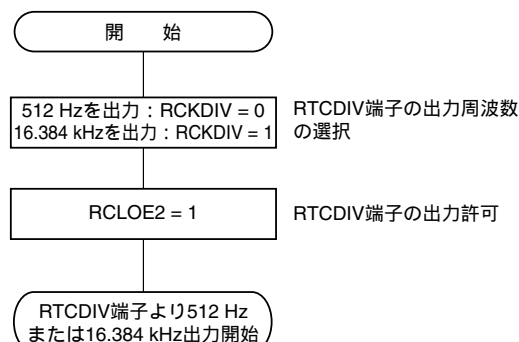 開　　始
512 Hzを出力：RCKDIV = 0
16.384 kHzを出力：RCKDIV = 1
RTCDIV端子の出力周波数
の選択
RCLOE2 = 1
RTCDIV端子の出力許可
RTCDIV端子より512 Hz
または16.384 kHz出力開始